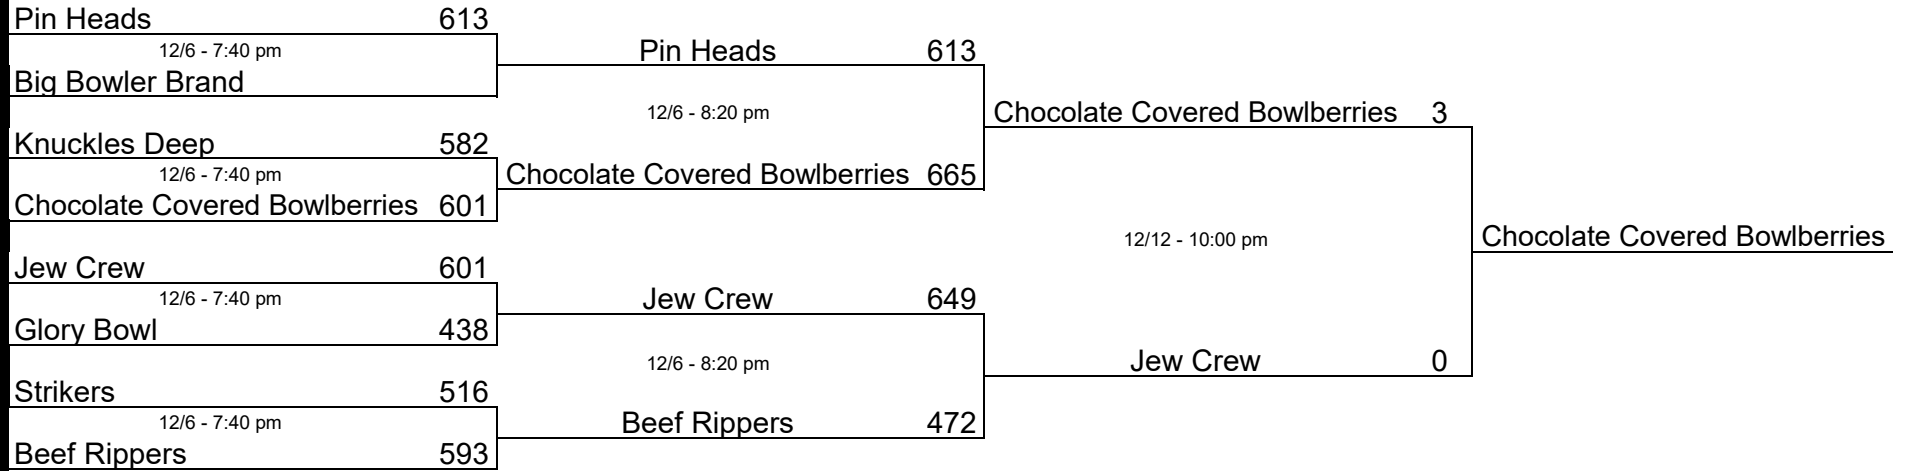 Pin Heads 613
12/6 - 7:40 pm
Big Bowler Brand
Knuckles Deep 582
12/6 - 7:40 pm
Chocolate Covered Bowlberries 601
Jew Crew 601
12/6 - 7:40 pm
Glory Bowl 438
Strikers 516
12/6 - 7:40 pm
Beef Rippers 593
Pin Heads 613
12/6 - 8:20 pm
Chocolate Covered Bowlberries 665
Jew Crew 649
12/6 - 8:20 pm
Beef Rippers 472
Chocolate Covered Bowlberries 3
12/12 - 10:00 pm
Jew Crew 0
Chocolate Covered Bowlberries